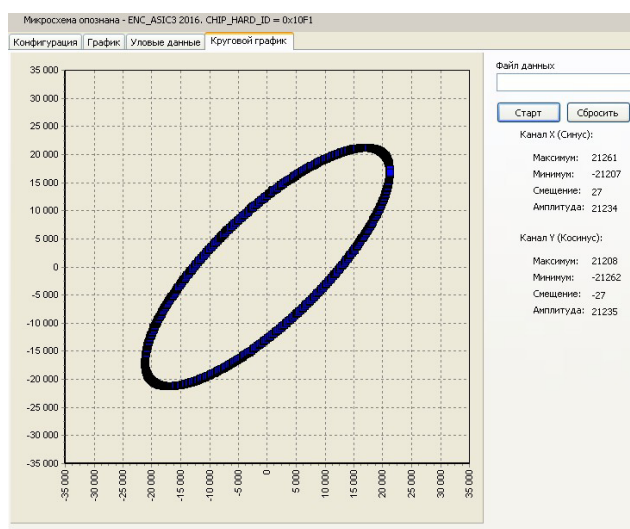 Микросхема опознана - ENC_ASIC3 2016. CHIP_HARD_ID = 0x10F1
Конфигурация График Уловые данные Круговой график
35 000
30 000
25 000
20 000
15 000
10 000
5 000
0
-5 000
-10 000
-15 000
-20 000
-25 000
-30 000
-35 000
-35 000 -30 000 -25 000 -20 000 -15 000 -10 000 -5 000 0 5 000 10 000 15 000 20 000 25 000 30 000 35 000
Файл данных
Старт Сбросить
Канал X (Синус):
Максимум: 21261
Минимум: -21207
Смещение: 27
Амплитуда: 21234
Канал Y (Косинус):
Максимум: 21208
Минимум: -21262
Смещение: -27
Амплитуда: 21235